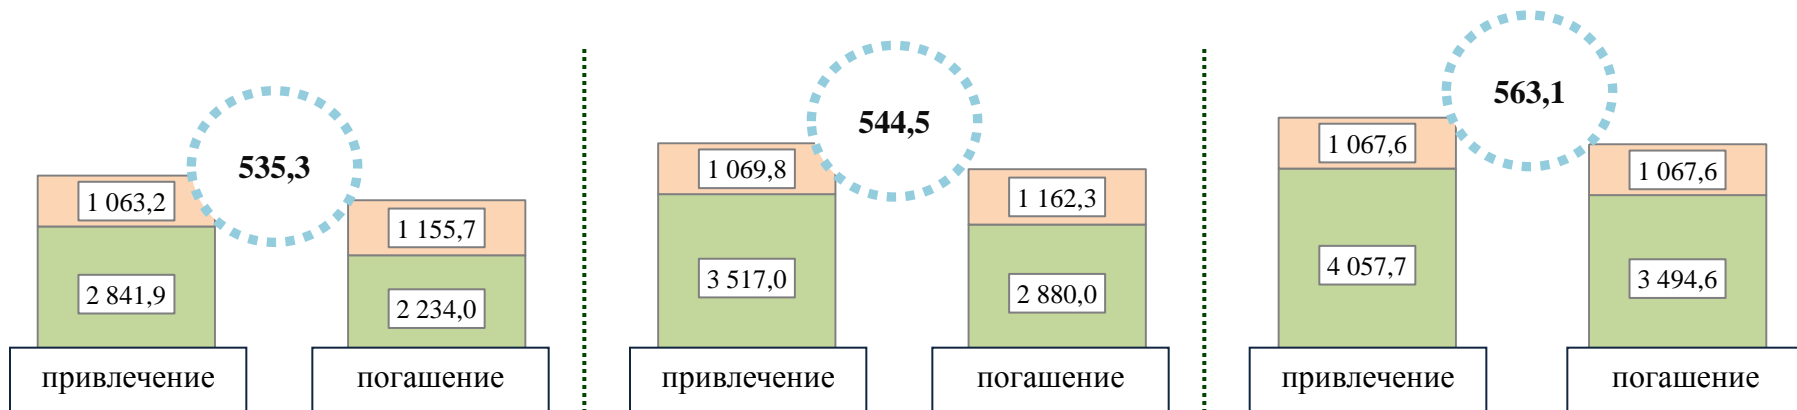 535,3
1 063,2
2 841,9
1 155,7
2 234,0
привлечение
погашение
544,5
1 069,8
3 517,0
1 162,3
2 880,0
привлечение
погашение
563,1
1 067,6
4 057,7
1 067,6
3 494,6
привлечение
погашение